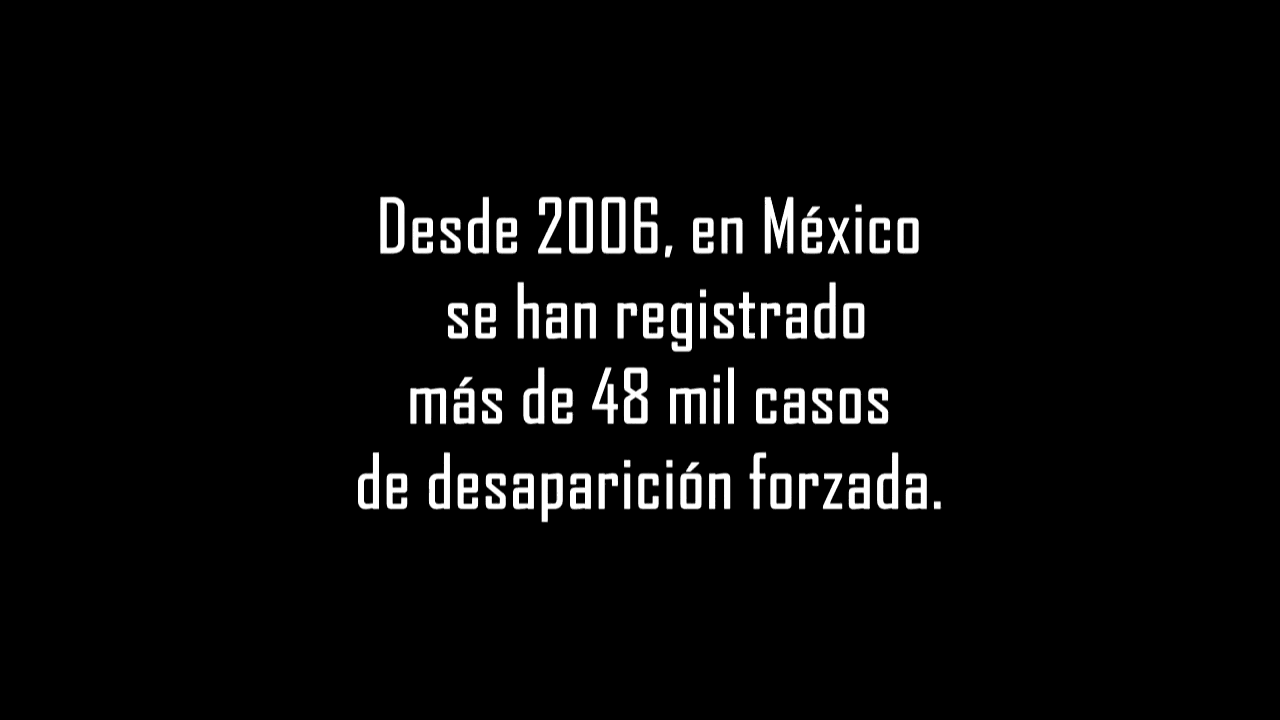 Desde 2006, en México
se han registrado
más de 48 mil casos
de desaparición forzada.